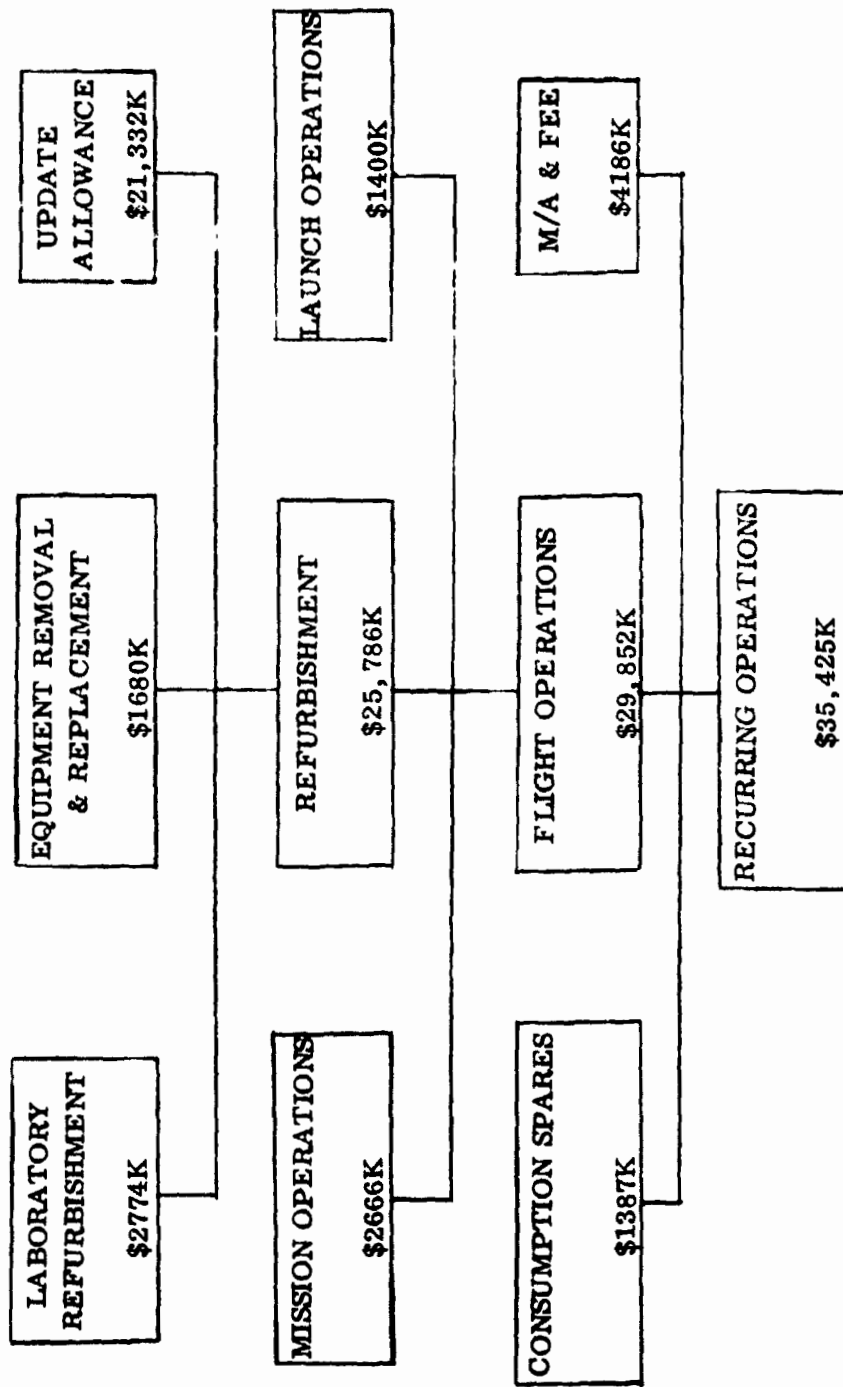 LABORATORY
REFURBISHMENT
$2774K
EQUIPMENT REMOVAL
& REPLACEMENT
$1680K
UPDATE
ALLOWANCE
$21,332K
MISSION OPERATIONS
$2666K
REFURBISHMENT
$25,786K
LAUNCH OPERATIONS
$1400K
CONSUMPTION SPARES
$1387K
FLIGHT OPERATIONS
$29,852K
M/A & FEE
$4186K
RECURRING OPERATIONS
$35,425K